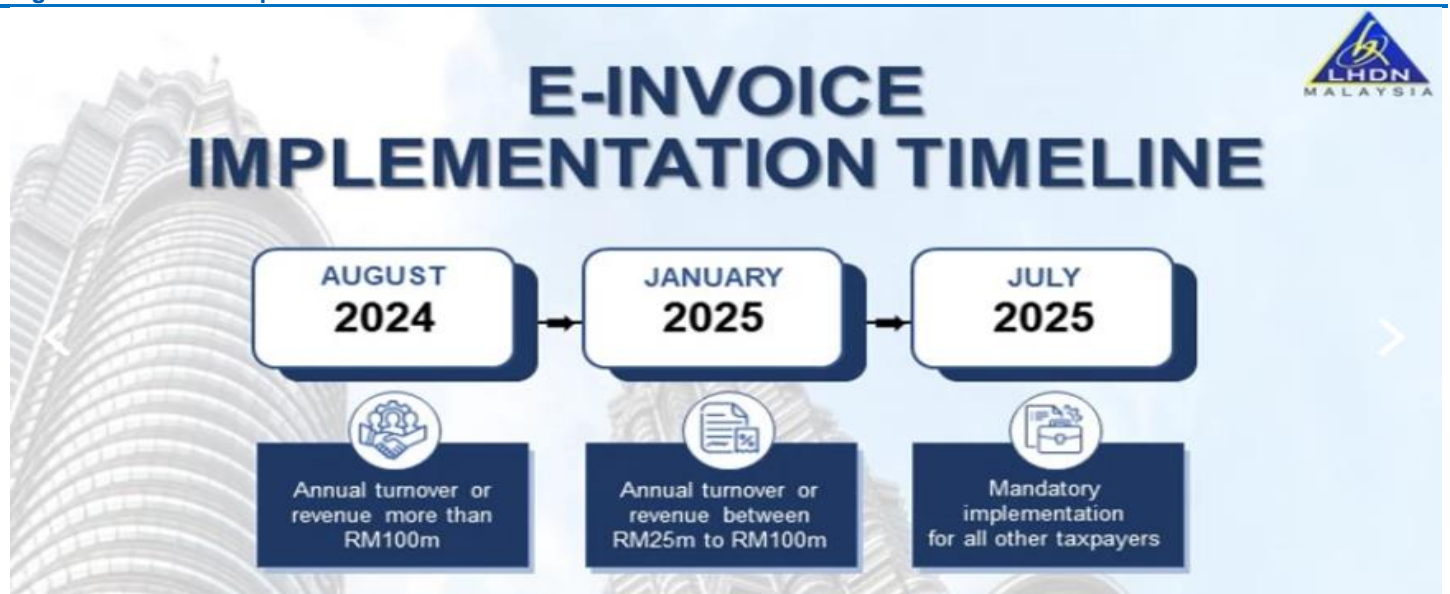 LHDN
MALAYSIA
E-INVOICE
IMPLEMENTATION TIMELINE
AUGUST
2024
JANUARY
2025
JULY
2025
Annual turnover or
revenue more than
RM100m
Annual turnover or
revenue between
RM25m to RM100m
Mandatory
implementation
for all other taxpayers